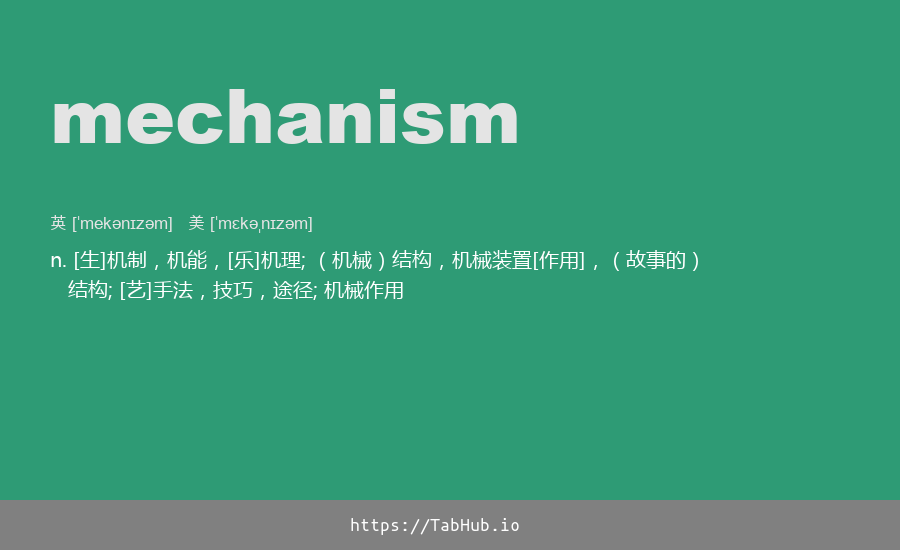 mechanism
英 [ˈmekənɪzəm] 美 [ˈmɛkəˌnɪzəm]
n. [生]机制，机能，[乐]机理;（机械）结构，机械装置[作用]，（故事的）
结构; [艺]手法，技巧，途径; 机械作用
https://TabHub.io